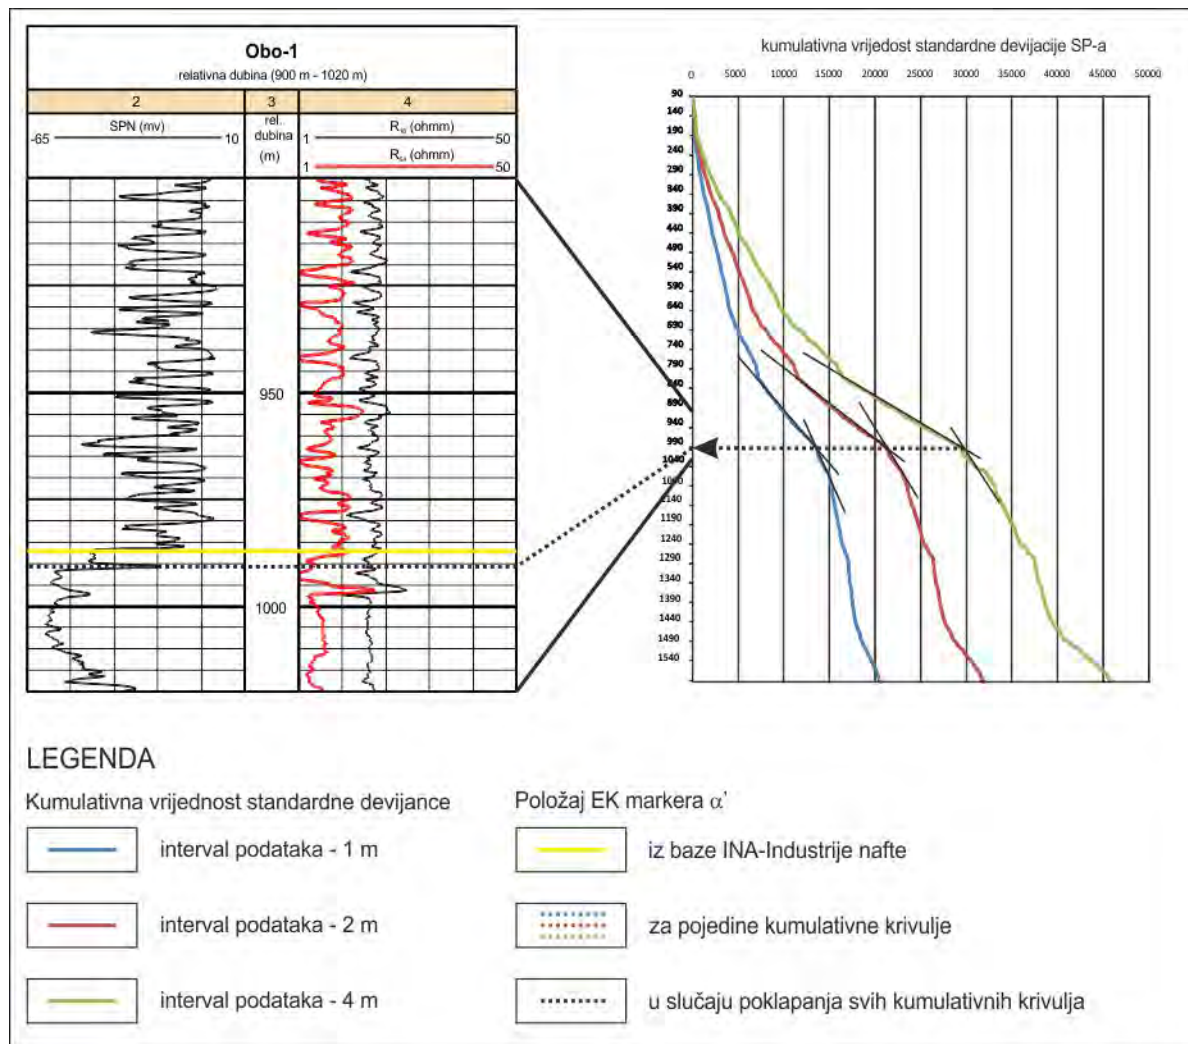 Obo-1
relativna dubina (900 m - 1020 m)
2 3 4
SPN (mv)
-65 10
rel.
dubina
(m)
R₁₆ (ohmm)
1 50
R₆₄ (ohmm)
1 50
950
1000
kumulativna vrijedost standardne devijacije SP-a
0 5000 10000 15000 20000 25000 30000 35000 40000 45000 50000
90
140
190
240
290
340
390
440
490
540
590
640
690
740
790
840
890
940
990
1040
1090
1140
1190
1240
1290
1340
1390
1440
1490
1540
LEGENDA
Kumulativna vrijednost standardne devijance
interval podataka - 1 m
interval podataka - 2 m
interval podataka - 4 m
Položaj EK markera α'
iz baze INA-Industrije nafte
za pojedine kumulativne krivulje
u slučaju poklapanja svih kumulativnih krivulja